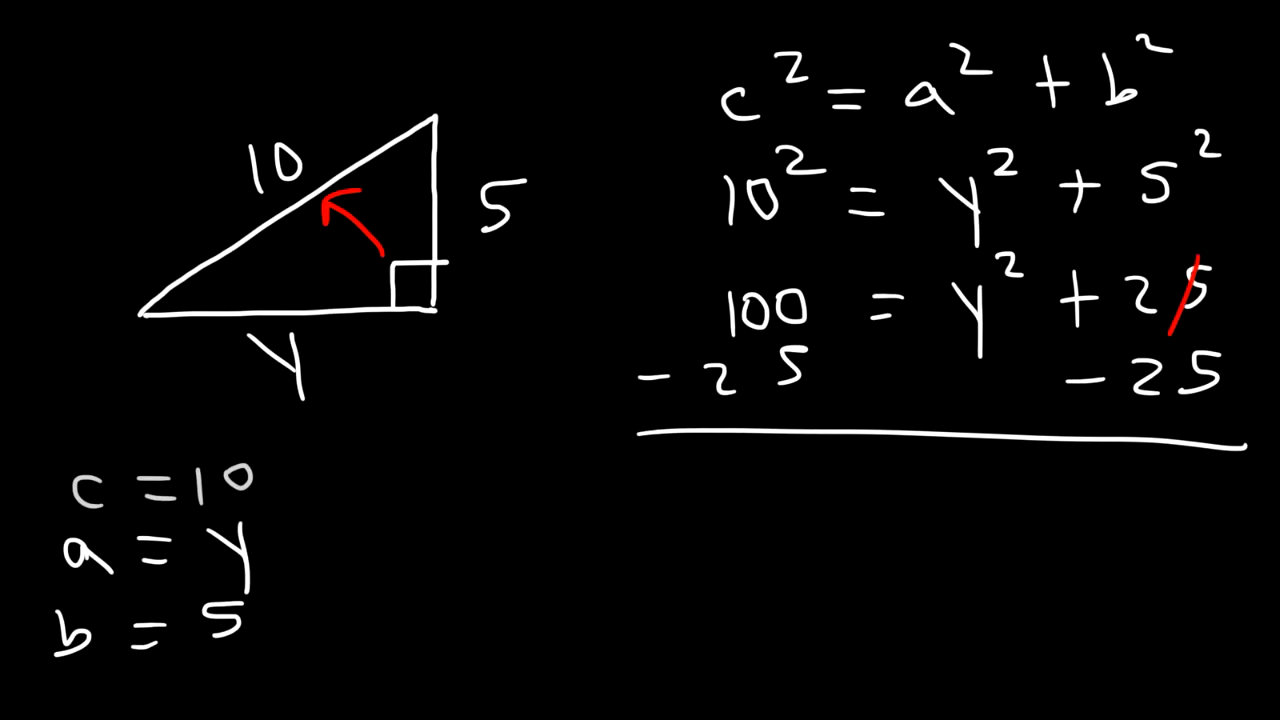 10
5
y
c = 10
a = y
b = 5
c² = a² + b²
10² = y² + 5²
100 = y² + 25
- 25 - 25